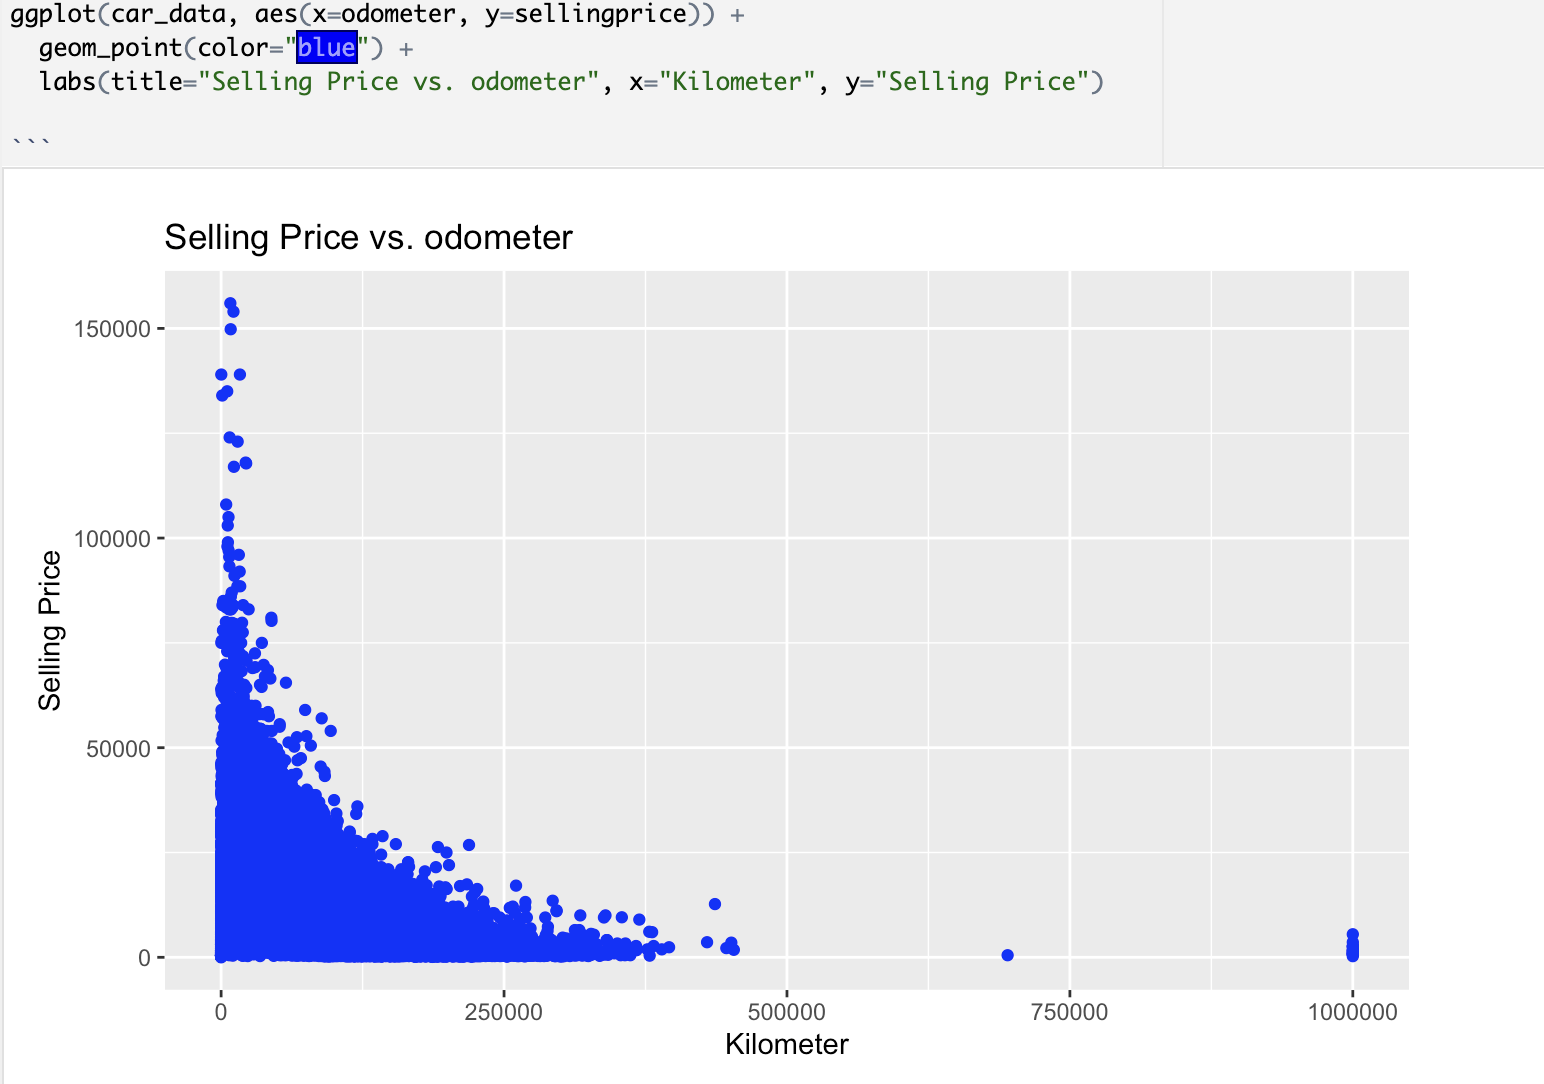 ggplot(car_data, aes(x=odometer, y=sellingprice)) +
geom_point(color="blue") +
labs(title="Selling Price vs. odometer", x="Kilometer", y="Selling Price")
```
Selling Price vs. odometer
150000
100000
50000
0
Selling Price
0 250000 500000 750000 1000000
Kilometer